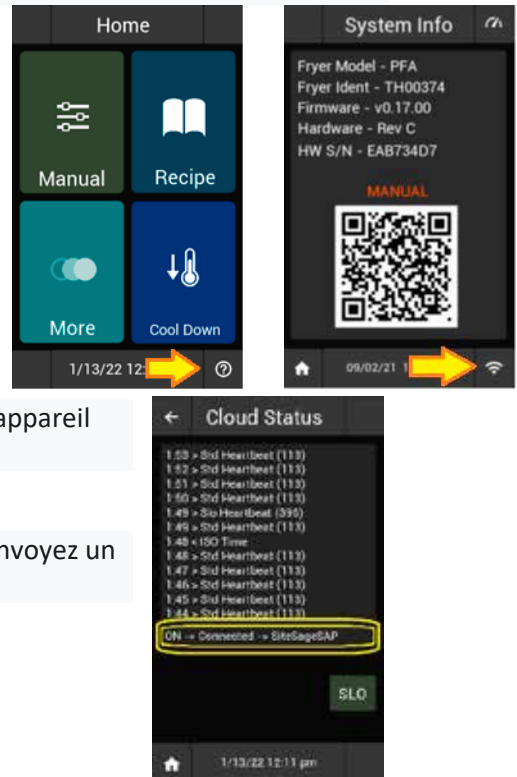 Home
Manual
Recipe
More
Cool Down
1/13/22 12:
System Info
Fryer Model - PFA
Fryer Ident - TH00374
Firmware - v0.17.00
Hardware - Rev C
HW S/N - EAB734D7
MANUAL
09/02/21 1
appareil
nvoyez un
Cloud Status
1:53 > Std Heartbeat (113)
1:52 > Std Heartbeat (113)
1:51 > Std Heartbeat (113)
1:50 > Std Heartbeat (113)
1:49 > Slo Heartbeat (395)
1:49 > Std Heartbeat (113)
1:48 < ISO Time
1:48 > Std Heartbeat (113)
1:47 > Std Heartbeat (113)
1:46 > Std Heartbeat (113)
1:45 > Std Heartbeat (113)
1:44 > Std Heartbeat (113)
ON -> Connected -> SiteSageSAP
SLO
1/13/22 12:11 pm